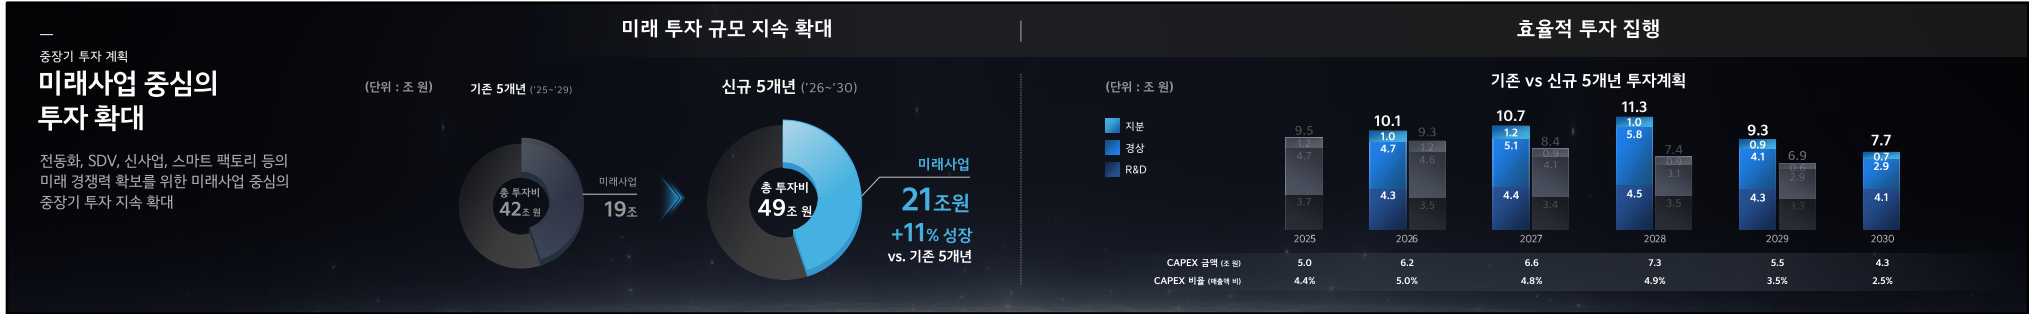 중장기 투자 계획
미래사업 중심의
투자 확대
전동화, SDV, 신사업, 스마트 팩토리 등의
미래 경쟁력 확보를 위한 미래사업 중심의
중장기 투자 지속 확대
미래 투자 규모 지속 확대
(단위 : 조 원)
기존 5개년 ('25~'29)
총 투자비
42조 원
미래사업
19조
신규 5개년 ('26~'30)
총 투자비
49조 원
미래사업
21조원
+11% 성장
vs. 기존 5개년
효율적 투자 집행
(단위 : 조 원)
기존 vs 신규 5개년 투자계획
지분
경상
R&D
9.5
1.2
4.7
3.7
2025
10.1
1.0
4.7
4.3
9.3
1.2
4.6
3.5
2026
10.7
1.2
5.1
4.4
8.4
0.9
4.1
3.4
2027
11.3
1.0
5.8
4.5
7.4
0.9
3.1
3.5
2028
9.3
0.9
4.1
4.3
6.9
0.6
2.9
3.3
2029
7.7
0.7
2.9
4.1
2030
CAPEX 금액 (조 원) 5.0 6.2 6.6 7.3 5.5 4.3
CAPEX 비율 (매출액 비) 4.4% 5.0% 4.8% 4.9% 3.5% 2.5%